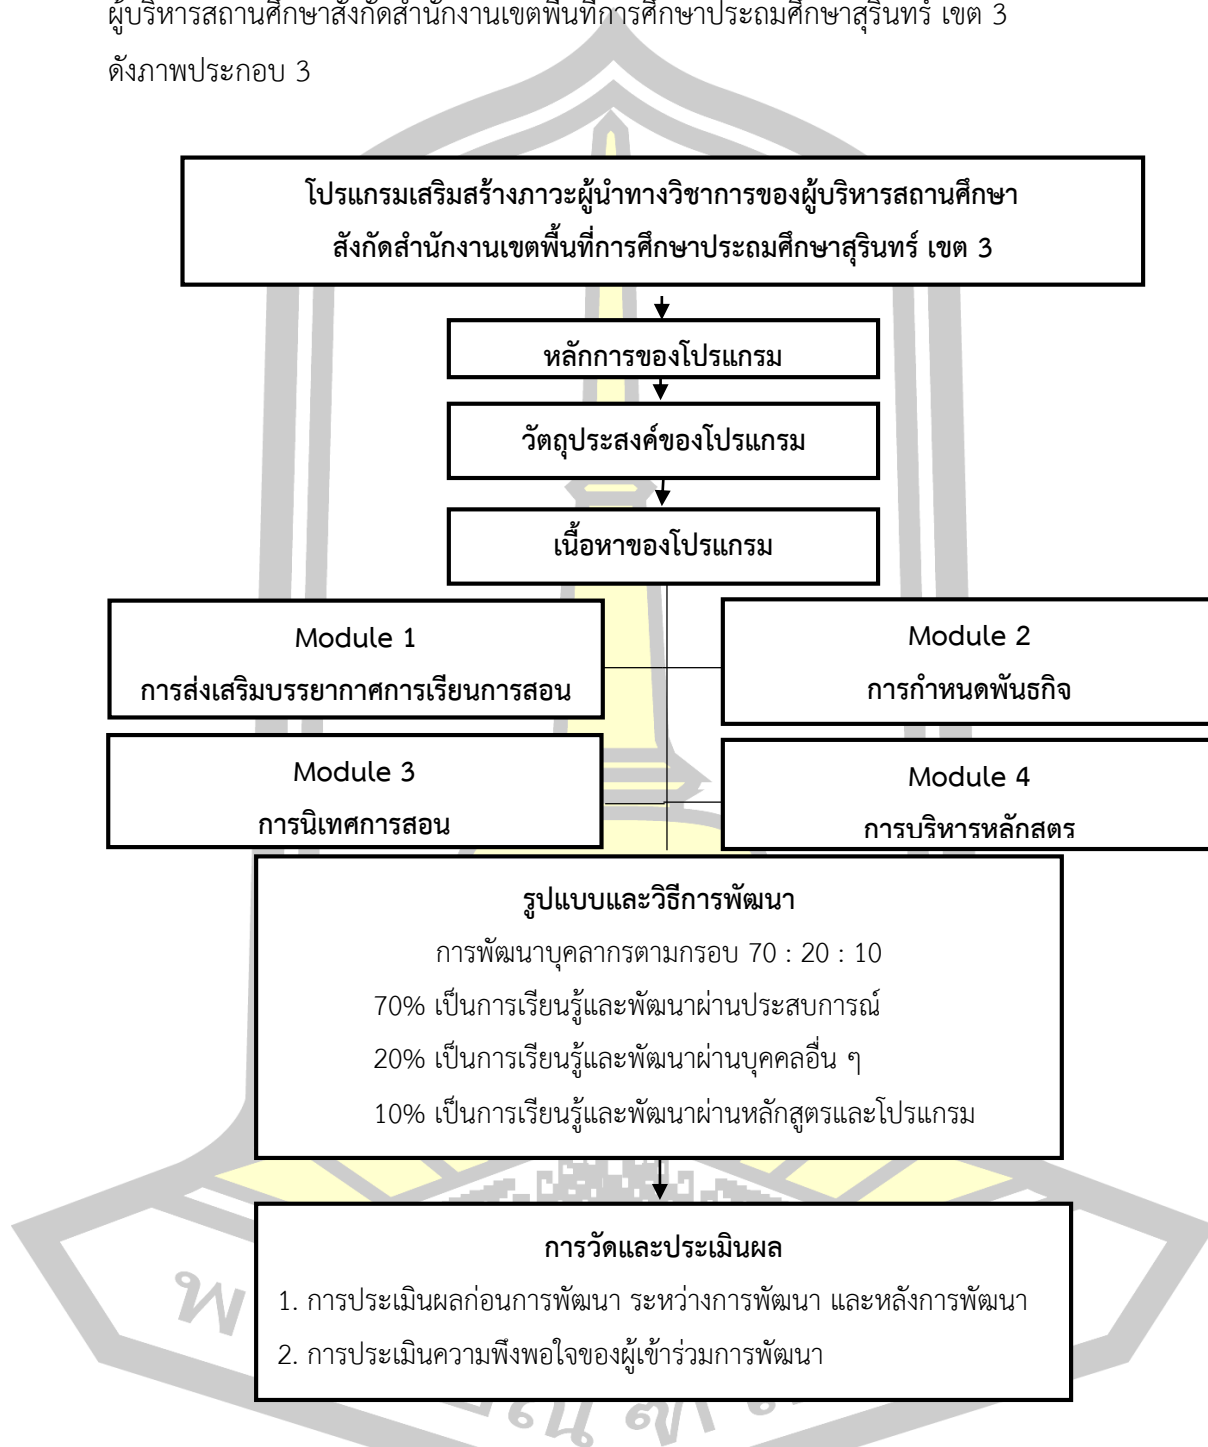 ผู้บริหารสถานศึกษาสังกัดสำนักงานเขตพื้นที่การศึกษาประถมศึกษาสุรินทร์ เขต 3
ดังภาพประกอบ 3
โปรแกรมเสริมสร้างภาวะผู้นำทางวิชาการของผู้บริหารสถานศึกษา
สังกัดสำนักงานเขตพื้นที่การศึกษาประถมศึกษาสุรินทร์ เขต 3
หลักการของโปรแกรม
วัตถุประสงค์ของโปรแกรม
เนื้อหาของโปรแกรม
Module 1
การส่งเสริมบรรยากาศการเรียนการสอน
Module 2
การกำหนดพันธกิจ
Module 3
การนิเทศการสอน
Module 4
การบริหารหลักสูตร
รูปแบบและวิธีการพัฒนา
การพัฒนาบุคลากรตามกรอบ 70 : 20 : 10
70% เป็นการเรียนรู้และพัฒนาผ่านประสบการณ์
20% เป็นการเรียนรู้และพัฒนาผ่านบุคคลอื่น ๆ
10% เป็นการเรียนรู้และพัฒนาผ่านหลักสูตรและโปรแกรม
การวัดและประเมินผล
1. การประเมินผลก่อนการพัฒนา ระหว่างการพัฒนา และหลังการพัฒนา
2. การประเมินความพึงพอใจของผู้เข้าร่วมการพัฒนา